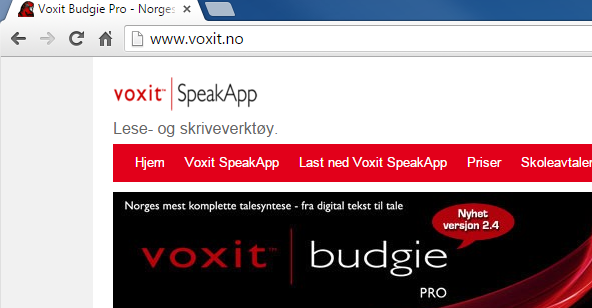 Voxit Budgie Pro - Norges
www.voxit.no
voxit™ SpeakApp
Lese- og skriveverktøy.
Hjem Voxit SpeakApp Last ned Voxit SpeakApp Priser Skoleavtaler
Norges mest komplette talesyntese - fra digital tekst til tale
Nyhet
versjon 2.4
voxit™ budgie
PRO